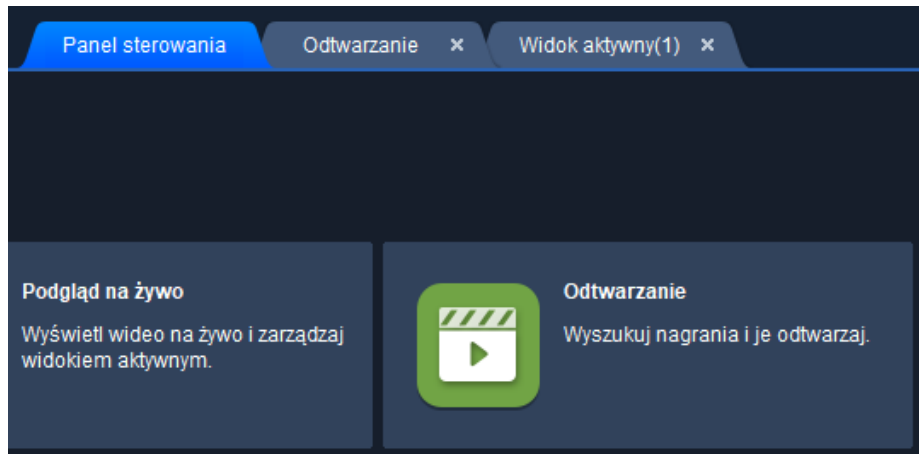 Panel sterowania
Odtwarzanie
Widok aktywny(1)
Podgląd na żywo
Wyświetl wideo na żywo i zarządzaj
widokiem aktywnym.
Odtwarzanie
Wyszukuj nagrania i je odtwarzaj.